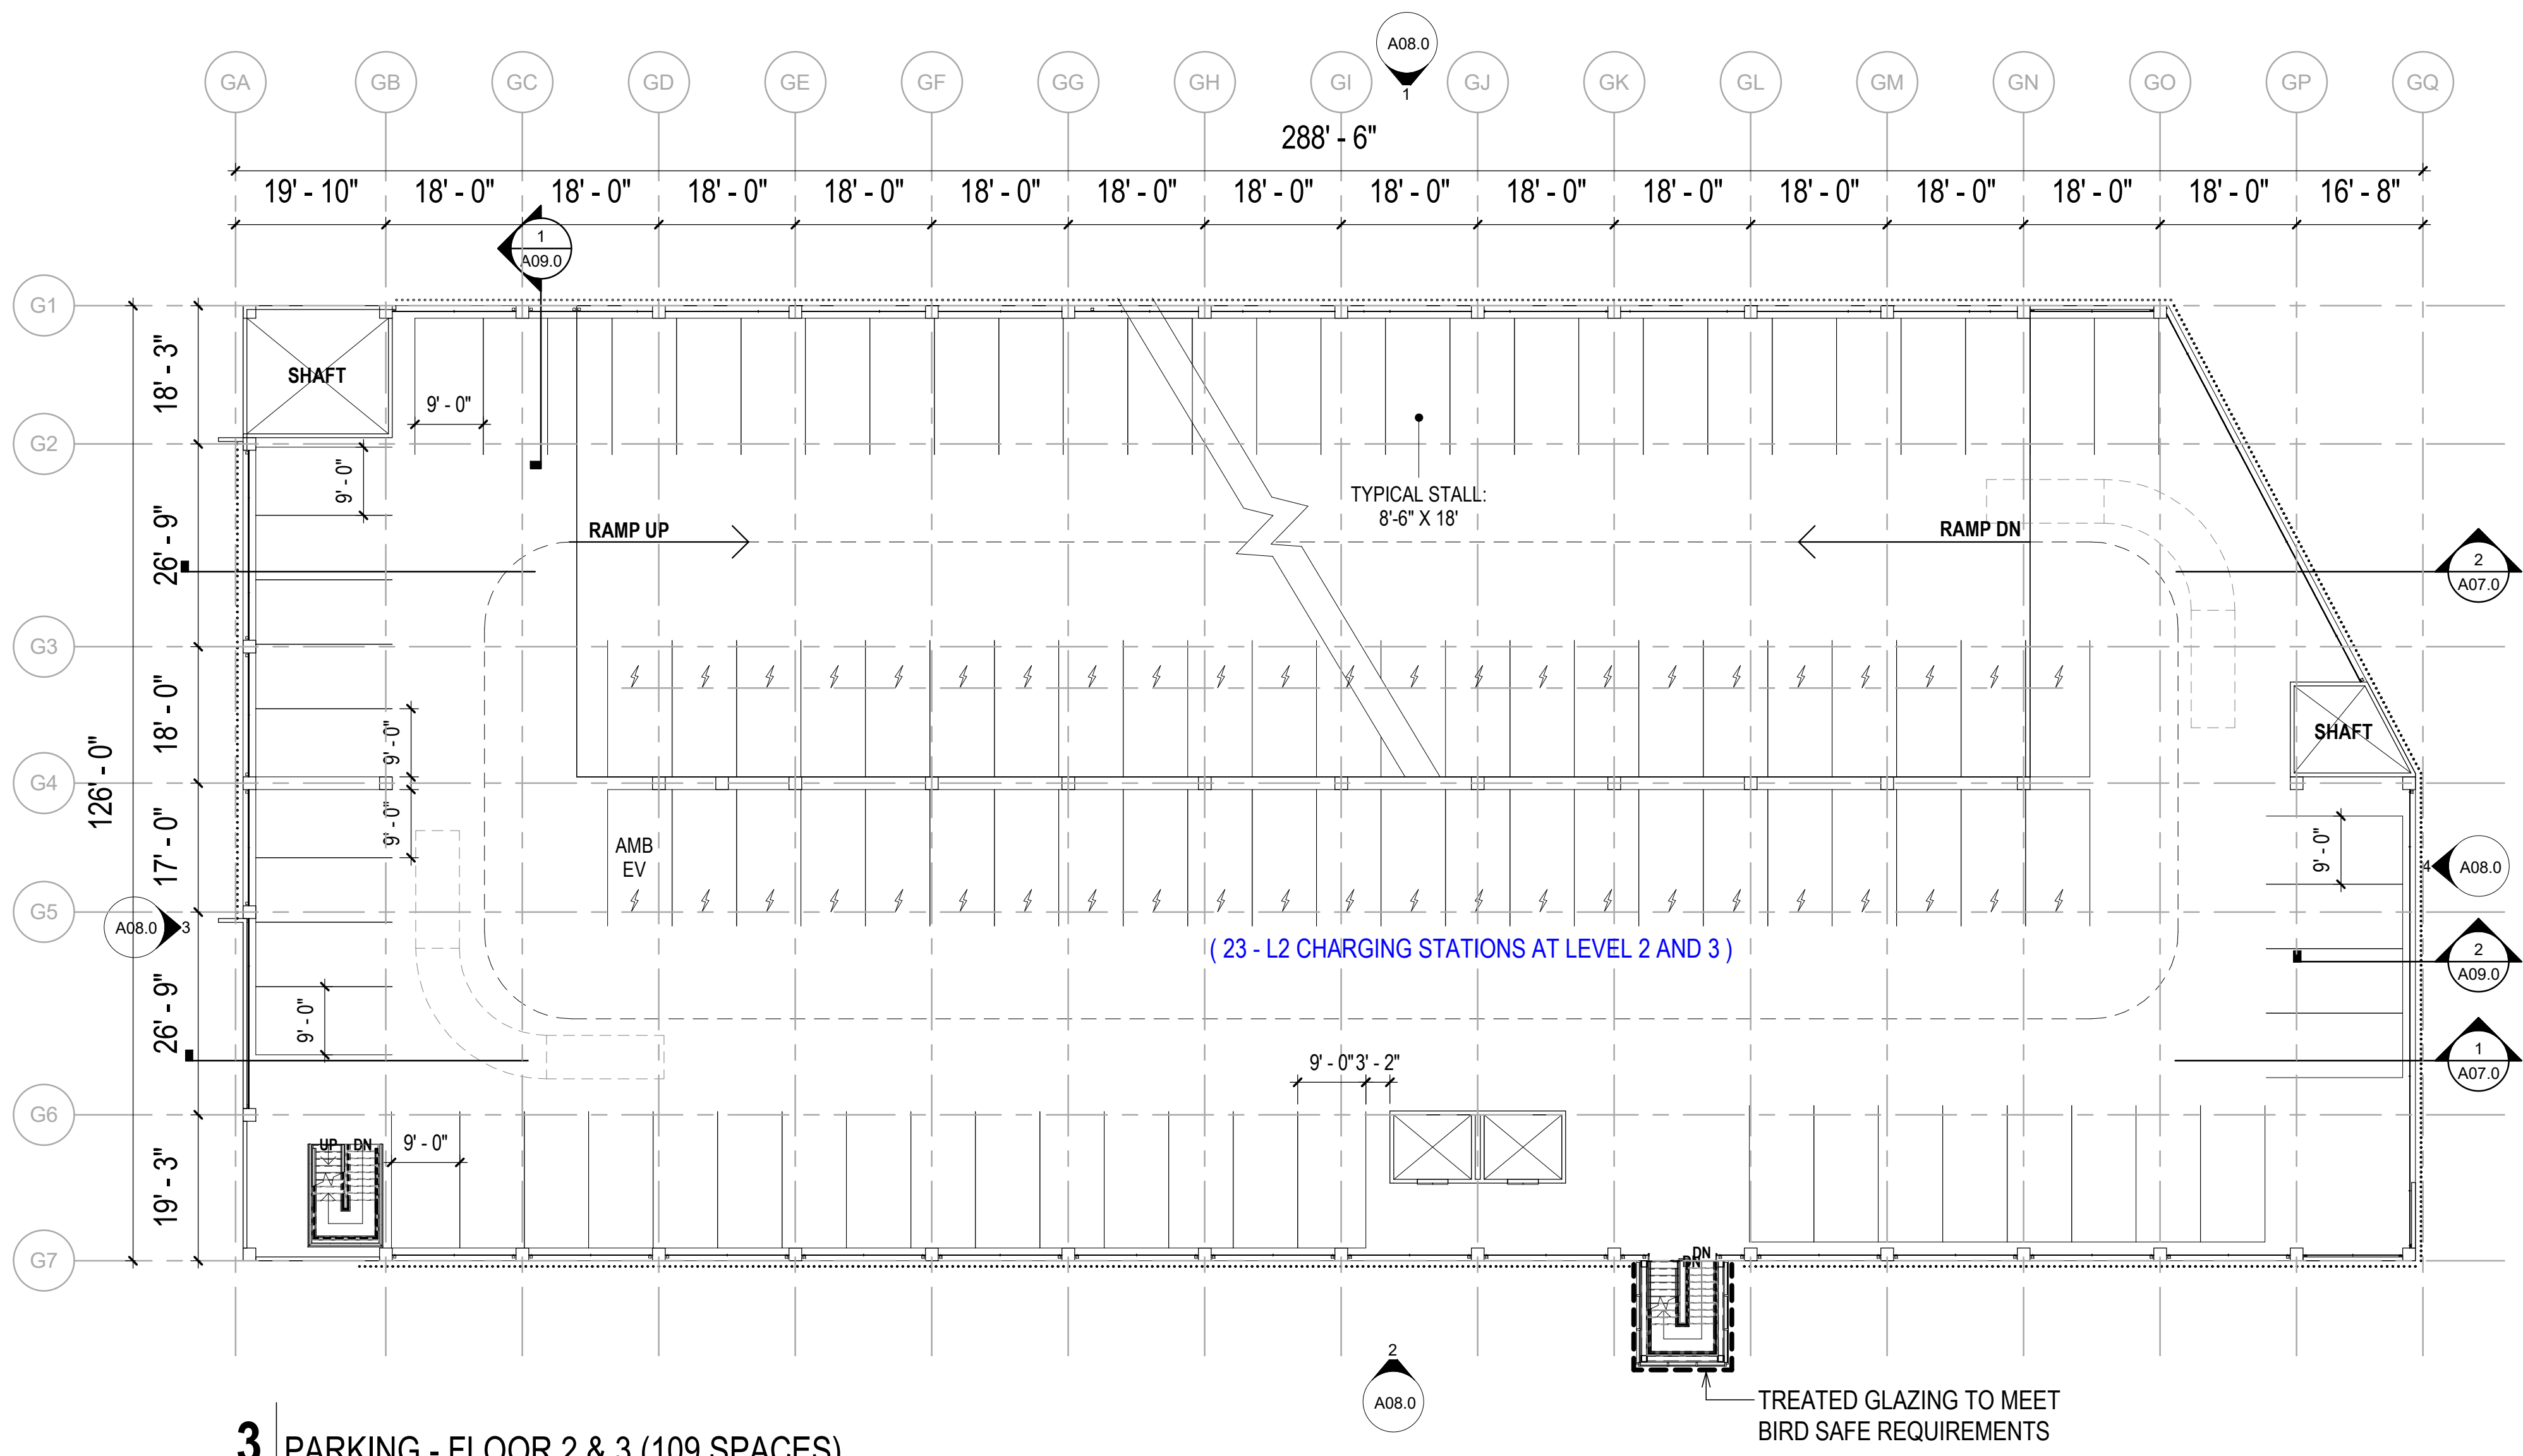 A08.0
1
GA GB GC GD GE GF GG GH GI GJ GK GL GM GN GO GP GQ
288' - 6"
19' - 10" 18' - 0" 18' - 0" 18' - 0" 18' - 0" 18' - 0" 18' - 0" 18' - 0" 18' - 0" 18' - 0" 18' - 0" 18' - 0" 18' - 0" 18' - 0" 18' - 0" 16' - 8"
1
A09.0
G1
18' - 3"
SHAFT
9' - 0"
G2
9' - 0"
TYPICAL STALL:
8'-6" X 18'
26' - 9"
RAMP UP
RAMP DN
2
A07.0
G3
18' - 0"
9' - 0"
SHAFT
G4
126' - 0"
17' - 0"
9' - 0"
AMB
EV
9' - 0"
4
A08.0
G5
A08.0
3
( 23 - L2 CHARGING STATIONS AT LEVEL 2 AND 3 )
2
A09.0
26' - 9"
9' - 0"
1
A07.0
9' - 0" 3' - 2"
G6
19' - 3"
UP DN
9' - 0"
G7
DN
DN
2
A08.0
TREATED GLAZING TO MEET
BIRD SAFE REQUIREMENTS
3 PARKING - FLOOR 2 & 3 (109 SPACES)